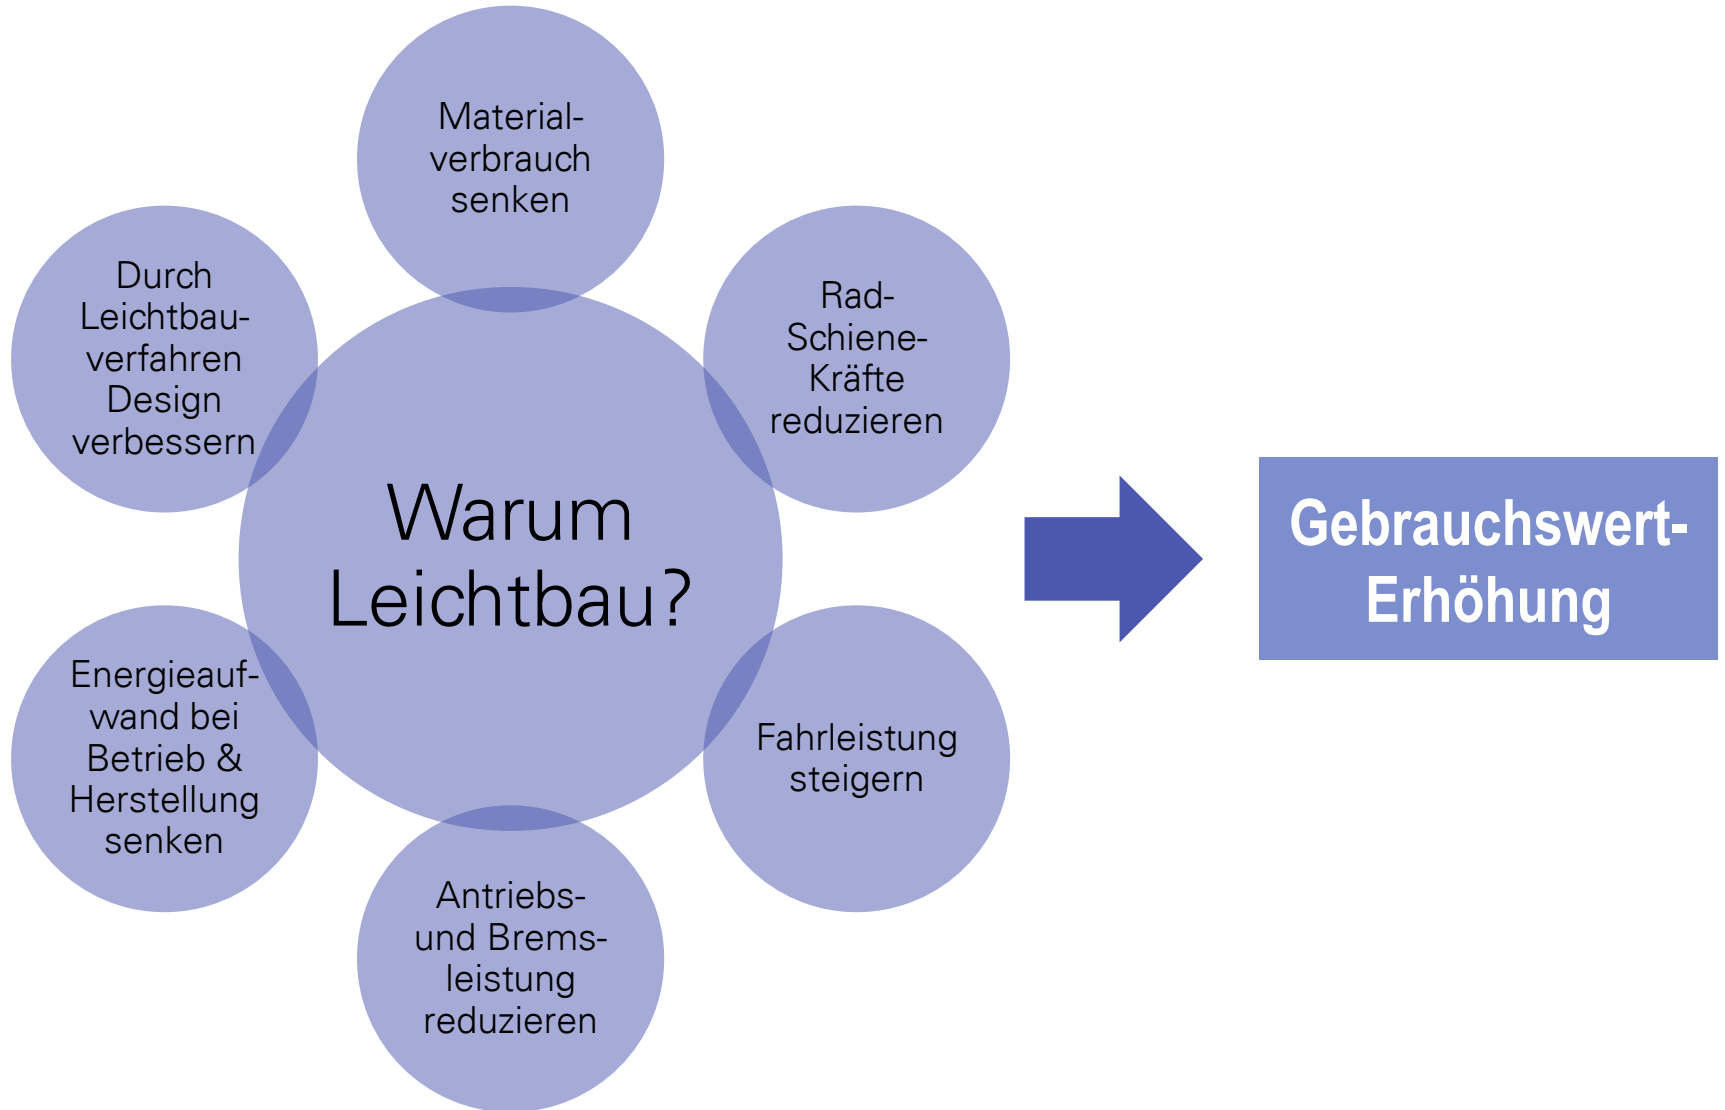 Material-
verbrauch
senken
Durch
Leichtbau-
verfahren
Design
verbessern
Rad-
Schiene-
Kräfte
reduzieren
Warum
Leichtbau?
Gebrauchswert-
Erhöhung
Energieauf-
wand bei
Betrieb &
Herstellung
senken
Fahrleistung
steigern
Antriebs-
und Brems-
leistung
reduzieren